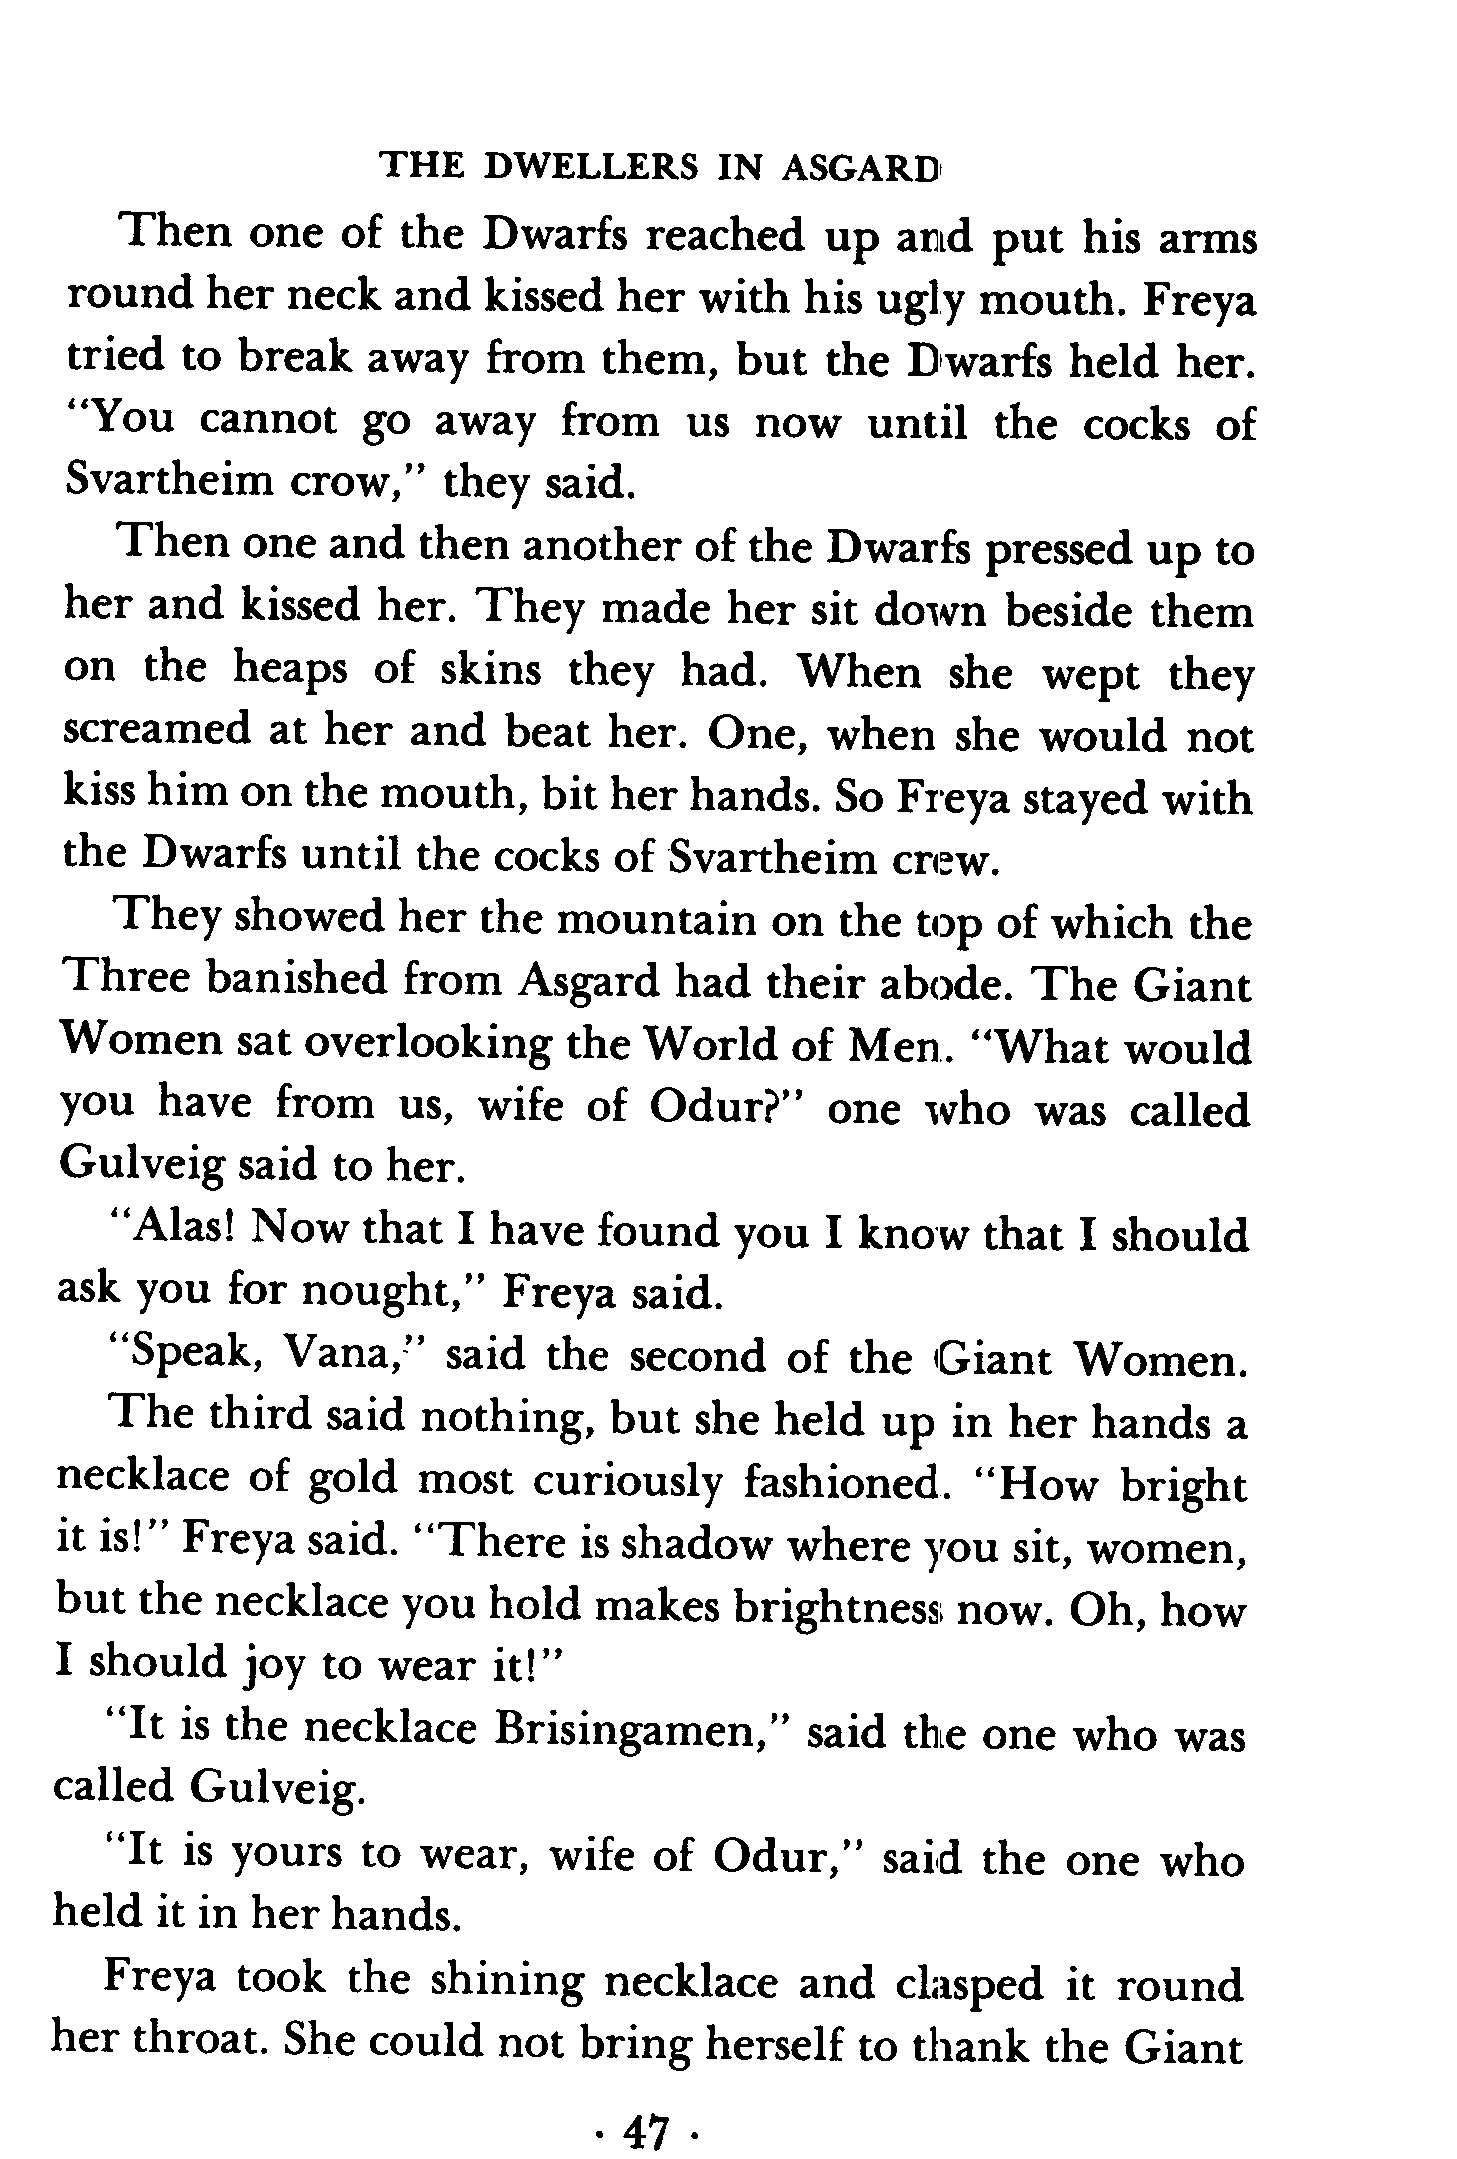 THE DWELLERS IN ASGARD
Then one of the Dwarfs reached up and put his arms
round her neck and kissed her with his ugly mouth. Freya
tried to break away from them, but the Dwarfs held her.
“You cannot go away from us now until the cocks of
Svartheim crow,” they said.
Then one and then another of the Dwarfs pressed up to
her and kissed her. They made her sit down beside them
on the heaps of skins they had. When she wept they
screamed at her and beat her. One, when she would not
kiss him on the mouth, bit her hands. So Freya stayed with
the Dwarfs until the cocks of Svartheim crew.
They showed her the mountain on the top of which the
Three banished from Asgard had their abode. The Giant
Women sat overlooking the World of Men. “What would
you have from us, wife of Odur?” one who was called
Gulveig said to her.
“Alas! Now that I have found you I know that I should
ask you for nought,” Freya said.
“Speak, Vana,” said the second of the Giant Women.
The third said nothing, but she held up in her hands a
necklace of gold most curiously fashioned. “How bright
it is!” Freya said. “There is shadow where you sit, women,
but the necklace you hold makes brightness now. Oh, how
I should joy to wear it!”
“It is the necklace Brisingamen,” said the one who was
called Gulveig.
“It is yours to wear, wife of Odur,” said the one who
held it in her hands.
Freya took the shining necklace and clasped it round
her throat. She could not bring herself to thank the Giant
· 47 ·